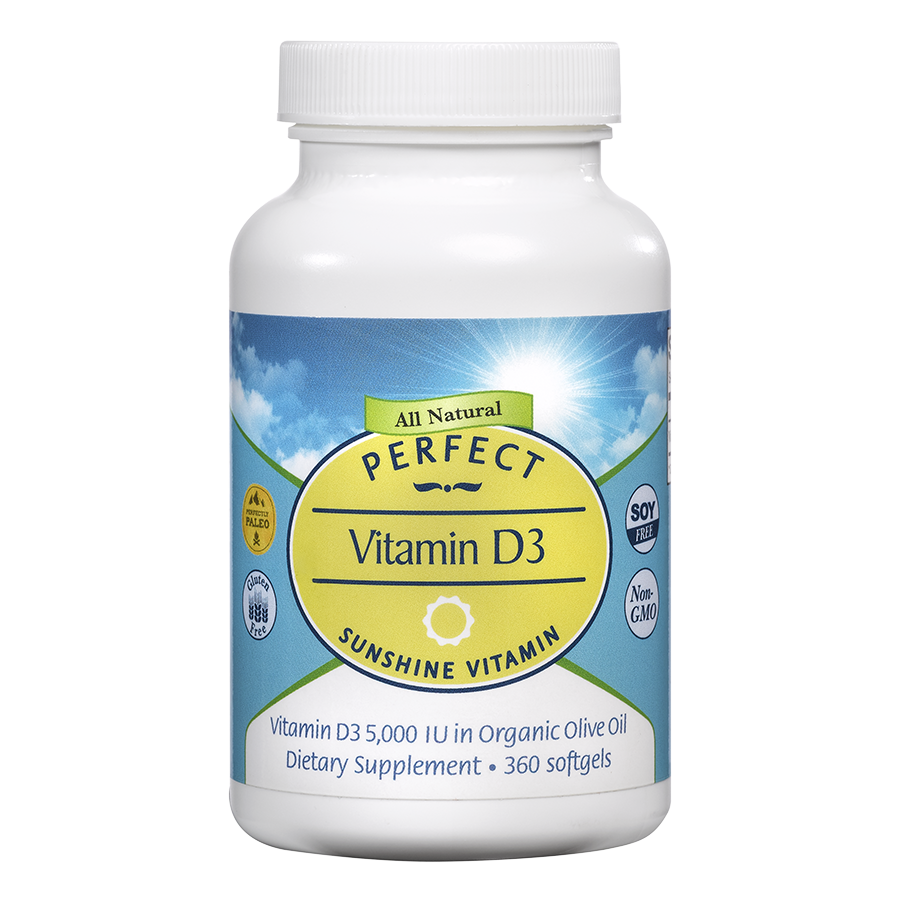 All Natural
PERFECT
Vitamin D3
SUNSHINE VITAMIN
PERFECTLY
PALEO
Gluten
Free
SOY
FREE
Non-
GMO
Vitamin D3 5,000 IU in Organic Olive Oil
Dietary Supplement • 360 softgels